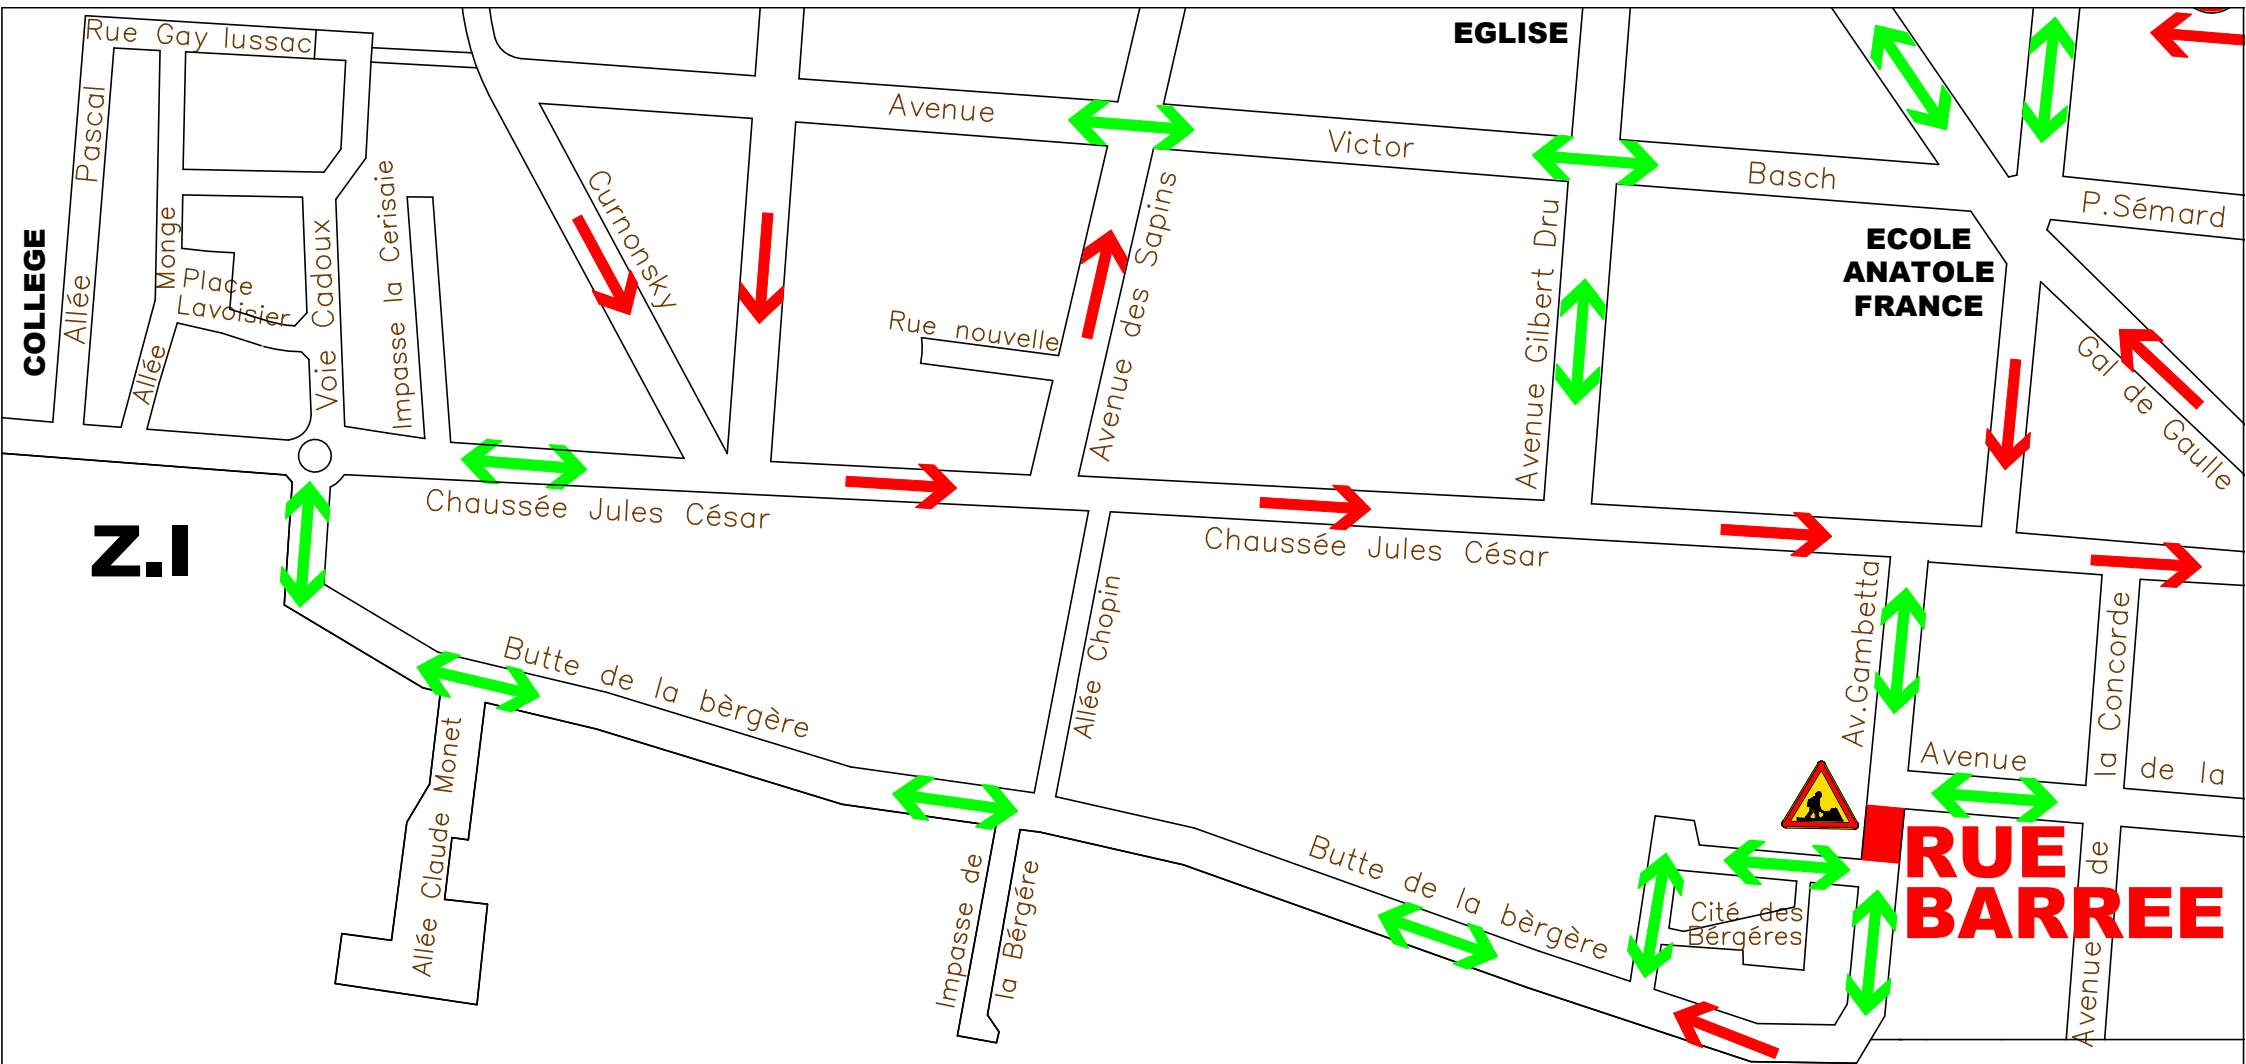 EGLISE
Rue Gay lussac
Allée Pascal
Allée Monge
Place
Lavoisier
Voie Cadoux
Impasse la Cerisaie
COLLEGE
Curnonsky
Avenue Victor Basch
P.Sémard
Rue nouvelle
Avenue des Sapins
Avenue Gilbert Dru
ECOLE
ANATOLE
FRANCE
Gal de Gaulle
Chaussée Jules César
Chaussée Jules César
Z.I
Butte de la bèrgère
Allée Chopin
Av.Gambetta
Avenue de la
Avenue de la Concorde
Allée Claude Monet
Impasse de
la Bérgére
Butte de la bèrgère
Cité des
Bérgéres
RUE
BARREE